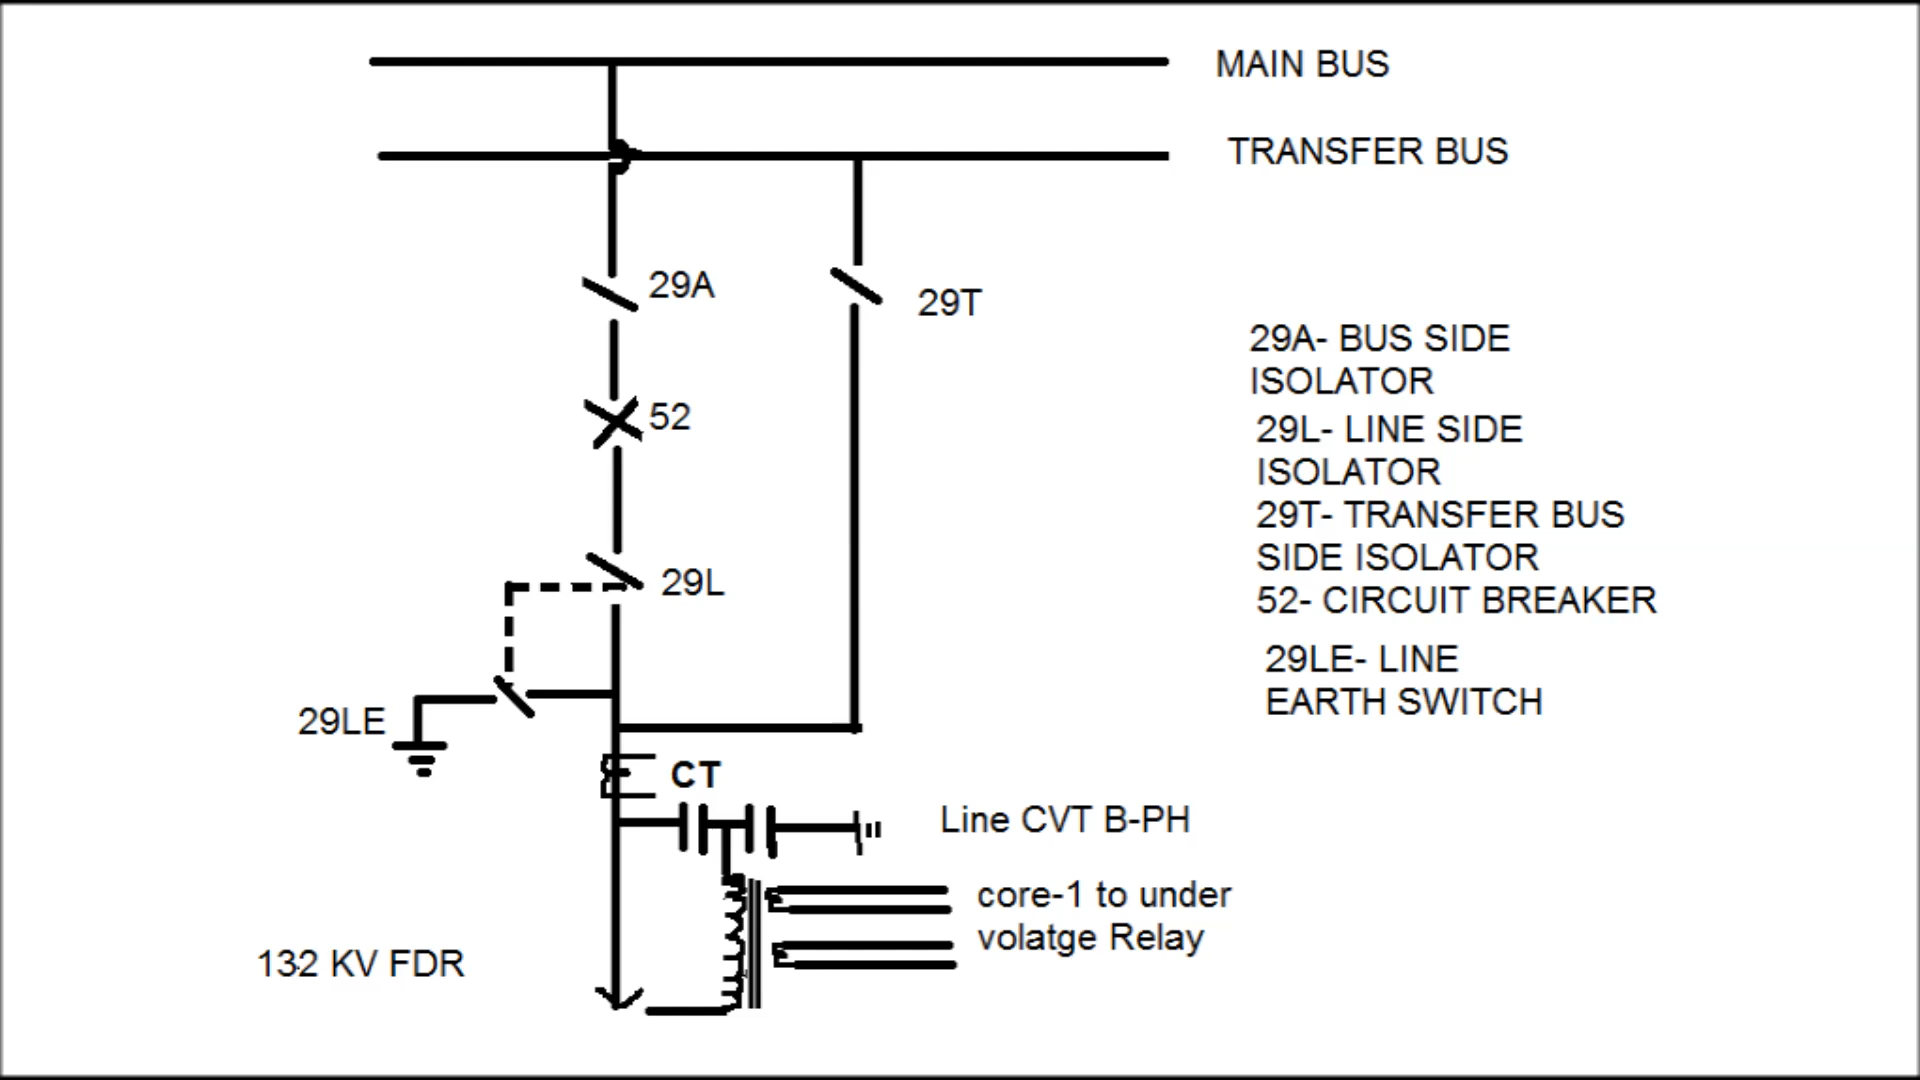 MAIN BUS
TRANSFER BUS
29A
29T
52
29L
29LE
CT
Line CVT B-PH
core-1 to under
volatge Relay
132 KV FDR
29A- BUS SIDE
ISOLATOR
29L- LINE SIDE
ISOLATOR
29T- TRANSFER BUS
SIDE ISOLATOR
52- CIRCUIT BREAKER
29LE- LINE
EARTH SWITCH